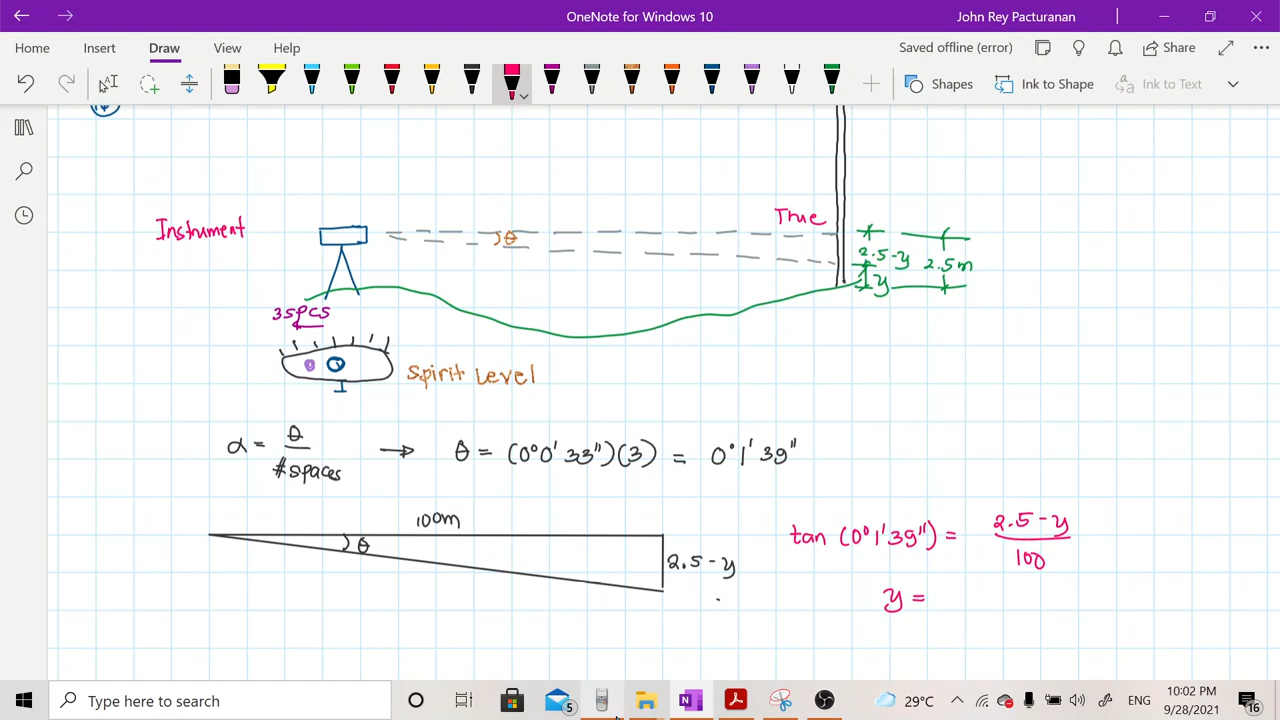 OneNote for Windows 10
John Rey Pacturanan
Home Insert Draw View Help
Saved offline (error)
Share
Shapes
Ink to Shape
Ink to Text
Instrument
True
θ
2.5-y
2.5m
y
3spcs
Spirit Level
α = θ / #spaces → θ = (0°0'33")(3) = 0°1'39"
100m
θ
2.5-y
tan (0°1'39") = 2.5-y / 100
y =
Type here to search
5
29°C
ENG
10:02 PM
9/28/2021
16